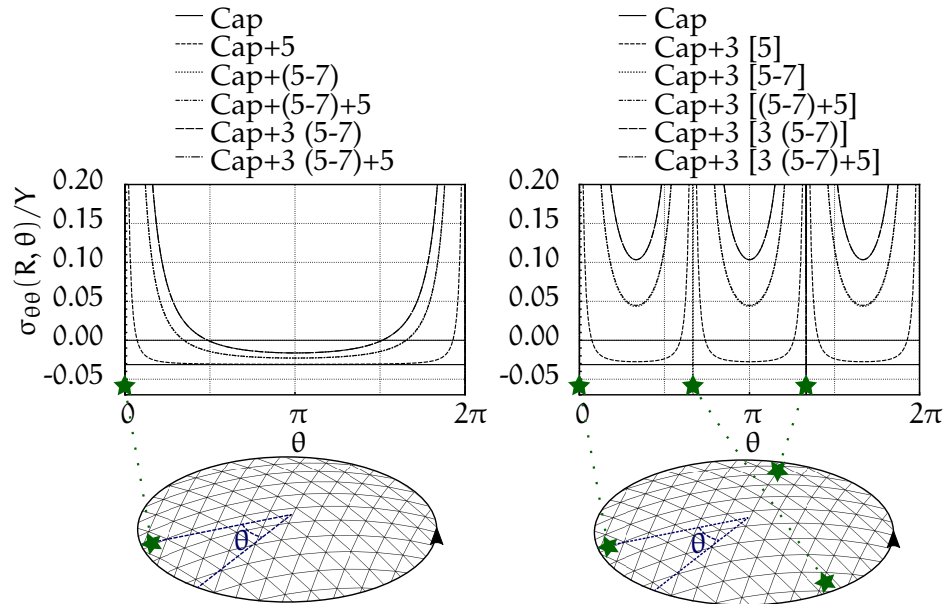 Cap
Cap+5
Cap+(5-7)
Cap+(5-7)+5
Cap+3 (5-7)
Cap+3 (5-7)+5
Cap
Cap+3 [5]
Cap+3 [5-7]
Cap+3 [(5-7)+5]
Cap+3 [3 (5-7)]
Cap+3 [3 (5-7)+5]
σθθ(R, θ)/Y
0.20
0.15
0.10
0.05
0.00
-0.05
0 π 2π
θ
0.20
0.15
0.10
0.05
0.00
-0.05
0 π 2π
θ
θ
θ